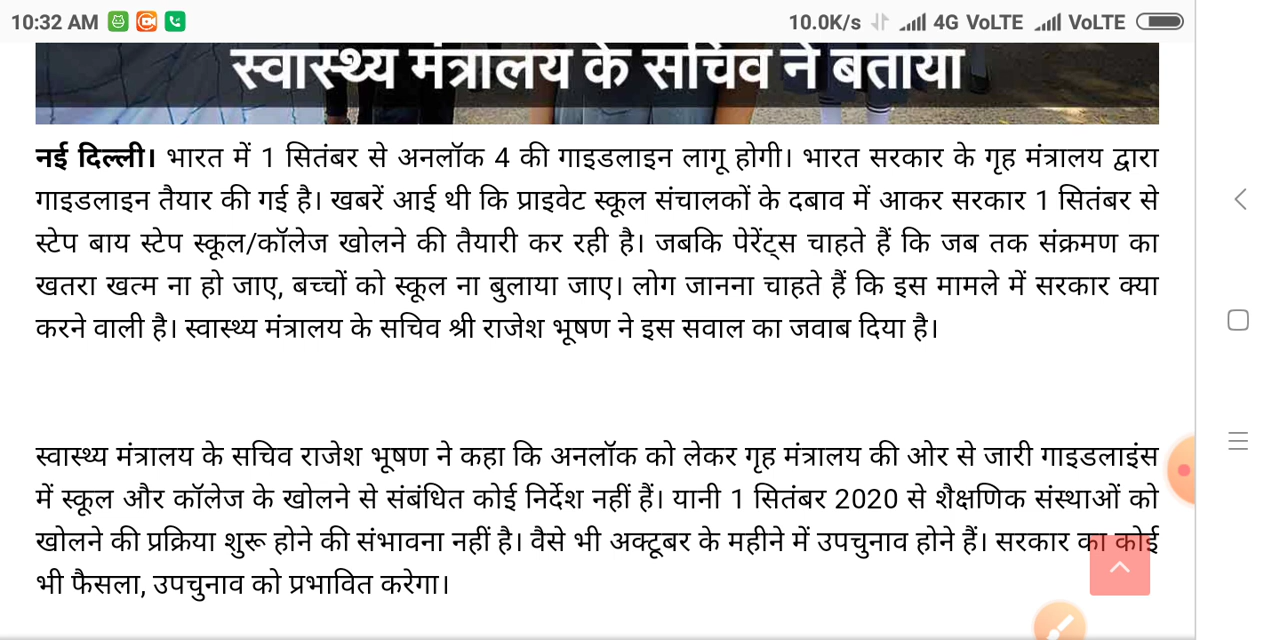 10:32 AM 10.0K/s 4G VoLTE VoLTE
स्वास्थ्य मंत्रालय के सचिव ने बताया
नई दिल्ली। भारत में 1 सितंबर से अनलॉक 4 की गाइडलाइन लागू होगी। भारत सरकार के गृह मंत्रालय द्वारा
गाइडलाइन तैयार की गई है। खबरें आई थी कि प्राइवेट स्कूल संचालकों के दबाव में आकर सरकार 1 सितंबर से
स्टेप बाय स्टेप स्कूल/कॉलेज खोलने की तैयारी कर रही है। जबकि पेरेंट्स चाहते हैं कि जब तक संक्रमण का
खतरा खत्म ना हो जाए, बच्चों को स्कूल ना बुलाया जाए। लोग जानना चाहते हैं कि इस मामले में सरकार क्या
करने वाली है। स्वास्थ्य मंत्रालय के सचिव श्री राजेश भूषण ने इस सवाल का जवाब दिया है।
स्वास्थ्य मंत्रालय के सचिव राजेश भूषण ने कहा कि अनलॉक को लेकर गृह मंत्रालय की ओर से जारी गाइडलाइंस
में स्कूल और कॉलेज के खोलने से संबंधित कोई निर्देश नहीं हैं। यानी 1 सितंबर 2020 से शैक्षणिक संस्थाओं को
खोलने की प्रक्रिया शुरू होने की संभावना नहीं है। वैसे भी अक्टूबर के महीने में उपचुनाव होने हैं। सरकार का कोई
भी फैसला, उपचुनाव को प्रभावित करेगा।